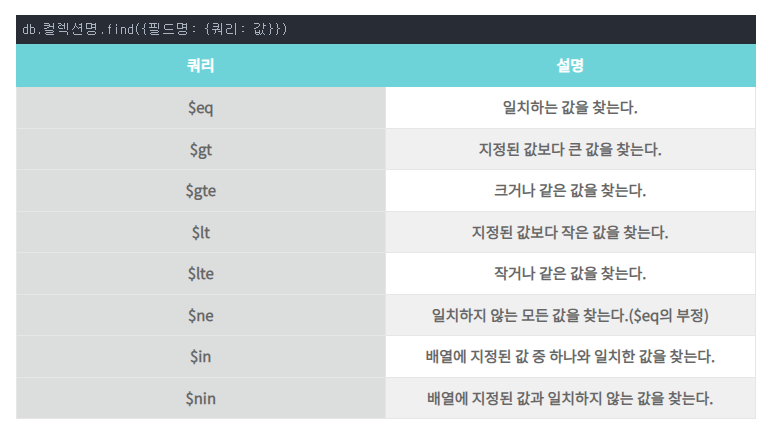 db.컬렉션명.find({필드명: {쿼리: 값}})
쿼리 설명
$eq 일치하는 값을 찾는다.
$gt 지정된 값보다 큰 값을 찾는다.
$gte 크거나 같은 값을 찾는다.
$lt 지정된 값보다 작은 값을 찾는다.
$lte 작거나 같은 값을 찾는다.
$ne 일치하지 않는 모든 값을 찾는다.($eq의 부정)
$in 배열에 지정된 값 중 하나와 일치한 값을 찾는다.
$nin 배열에 지정된 값과 일치하지 않는 값을 찾는다.